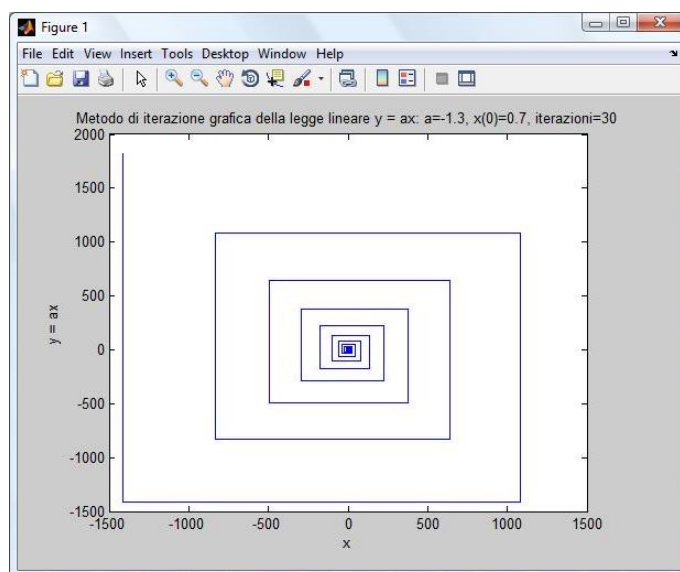 Figure 1
File Edit View Insert Tools Desktop Window Help
Metodo di iterazione grafica della legge lineare y = ax: a=-1.3, x(0)=0.7, iterazioni=30
2000
1500
1000
500
0
-500
-1000
-1500
y = ax
-1500 -1000 -500 0 500 1000 1500
x